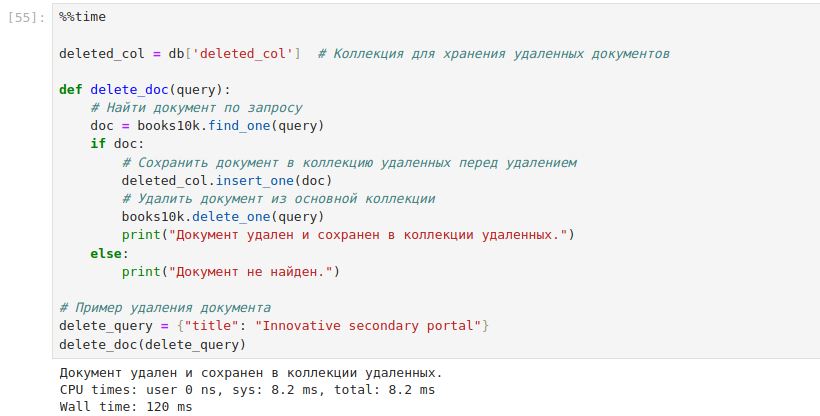 [55]: %%time
deleted_col = db['deleted_col']  # Коллекция для хранения удаленных документов
def delete_doc(query):
    # Найти документ по запросу
    doc = books10k.find_one(query)
    if doc:
        # Сохранить документ в коллекцию удаленных перед удалением
        deleted_col.insert_one(doc)
        # Удалить документ из основной коллекции
        books10k.delete_one(query)
        print("Документ удален и сохранен в коллекции удаленных.")
    else:
        print("Документ не найден.")
# Пример удаления документа
delete_query = {"title": "Innovative secondary portal"}
delete_doc(delete_query)
Документ удален и сохранен в коллекции удаленных.
CPU times: user 0 ns, sys: 8.2 ms, total: 8.2 ms
Wall time: 120 ms